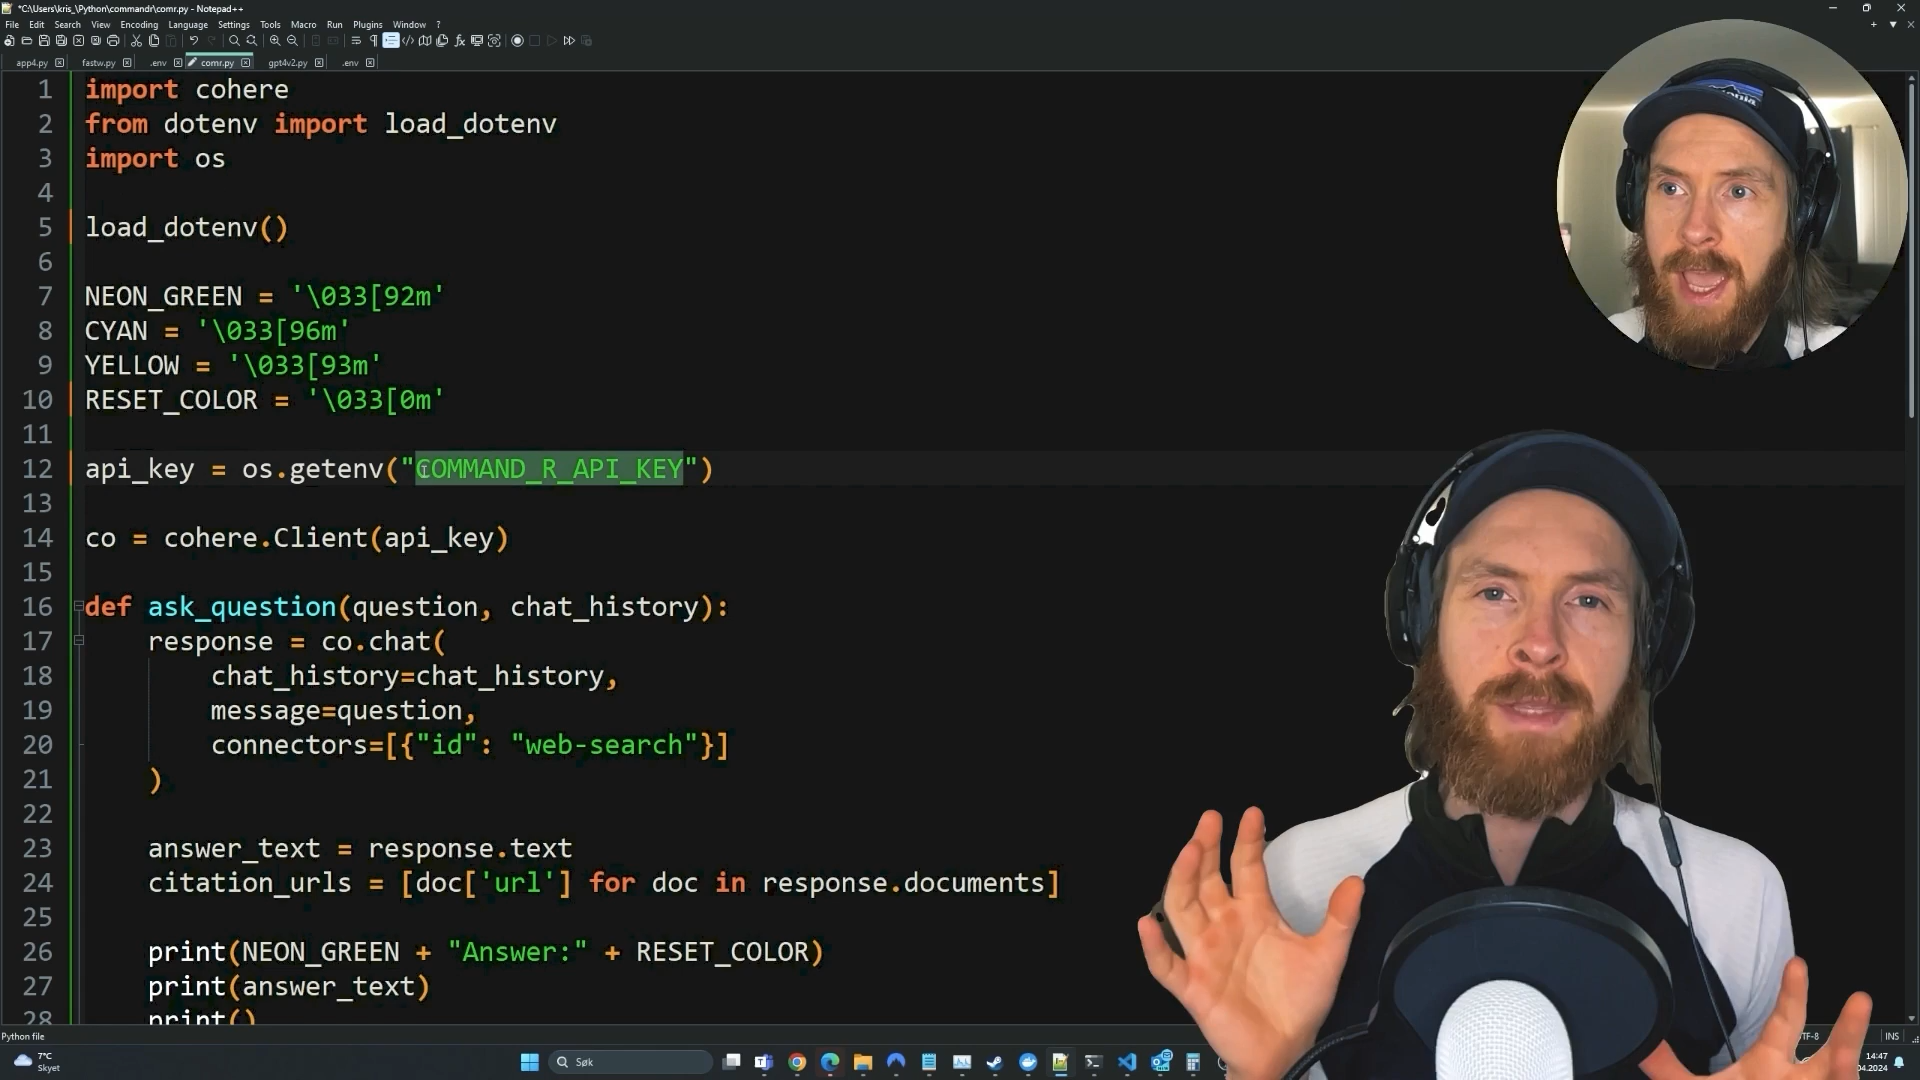 *C:\Users\kris_\Python\commandr\comr.py - Notepad++
File Edit Search View Encoding Language Settings Tools Macro Run Plugins Window ?
app4.py fastw.py .env comr.py gpt4v2.py .env
1 import cohere
2 from dotenv import load_dotenv
3 import os
4
5 load_dotenv()
6
7 NEON_GREEN = '\033[92m'
8 CYAN = '\033[96m'
9 YELLOW = '\033[93m'
10 RESET_COLOR = '\033[0m'
11
12 api_key = os.getenv("COMMAND_R_API_KEY")
13
14 co = cohere.Client(api_key)
15
16 def ask_question(question, chat_history):
17 response = co.chat(
18 chat_history=chat_history,
19 message=question,
20 connectors=[{"id": "web-search"}]
21 )
22
23 answer_text = response.text
24 citation_urls = [doc['url'] for doc in response.documents]
25
26 print(NEON_GREEN + "Answer:" + RESET_COLOR)
27 print(answer_text)
28 print()
Python file
INS
7°C
Skyet
Søk
14:47